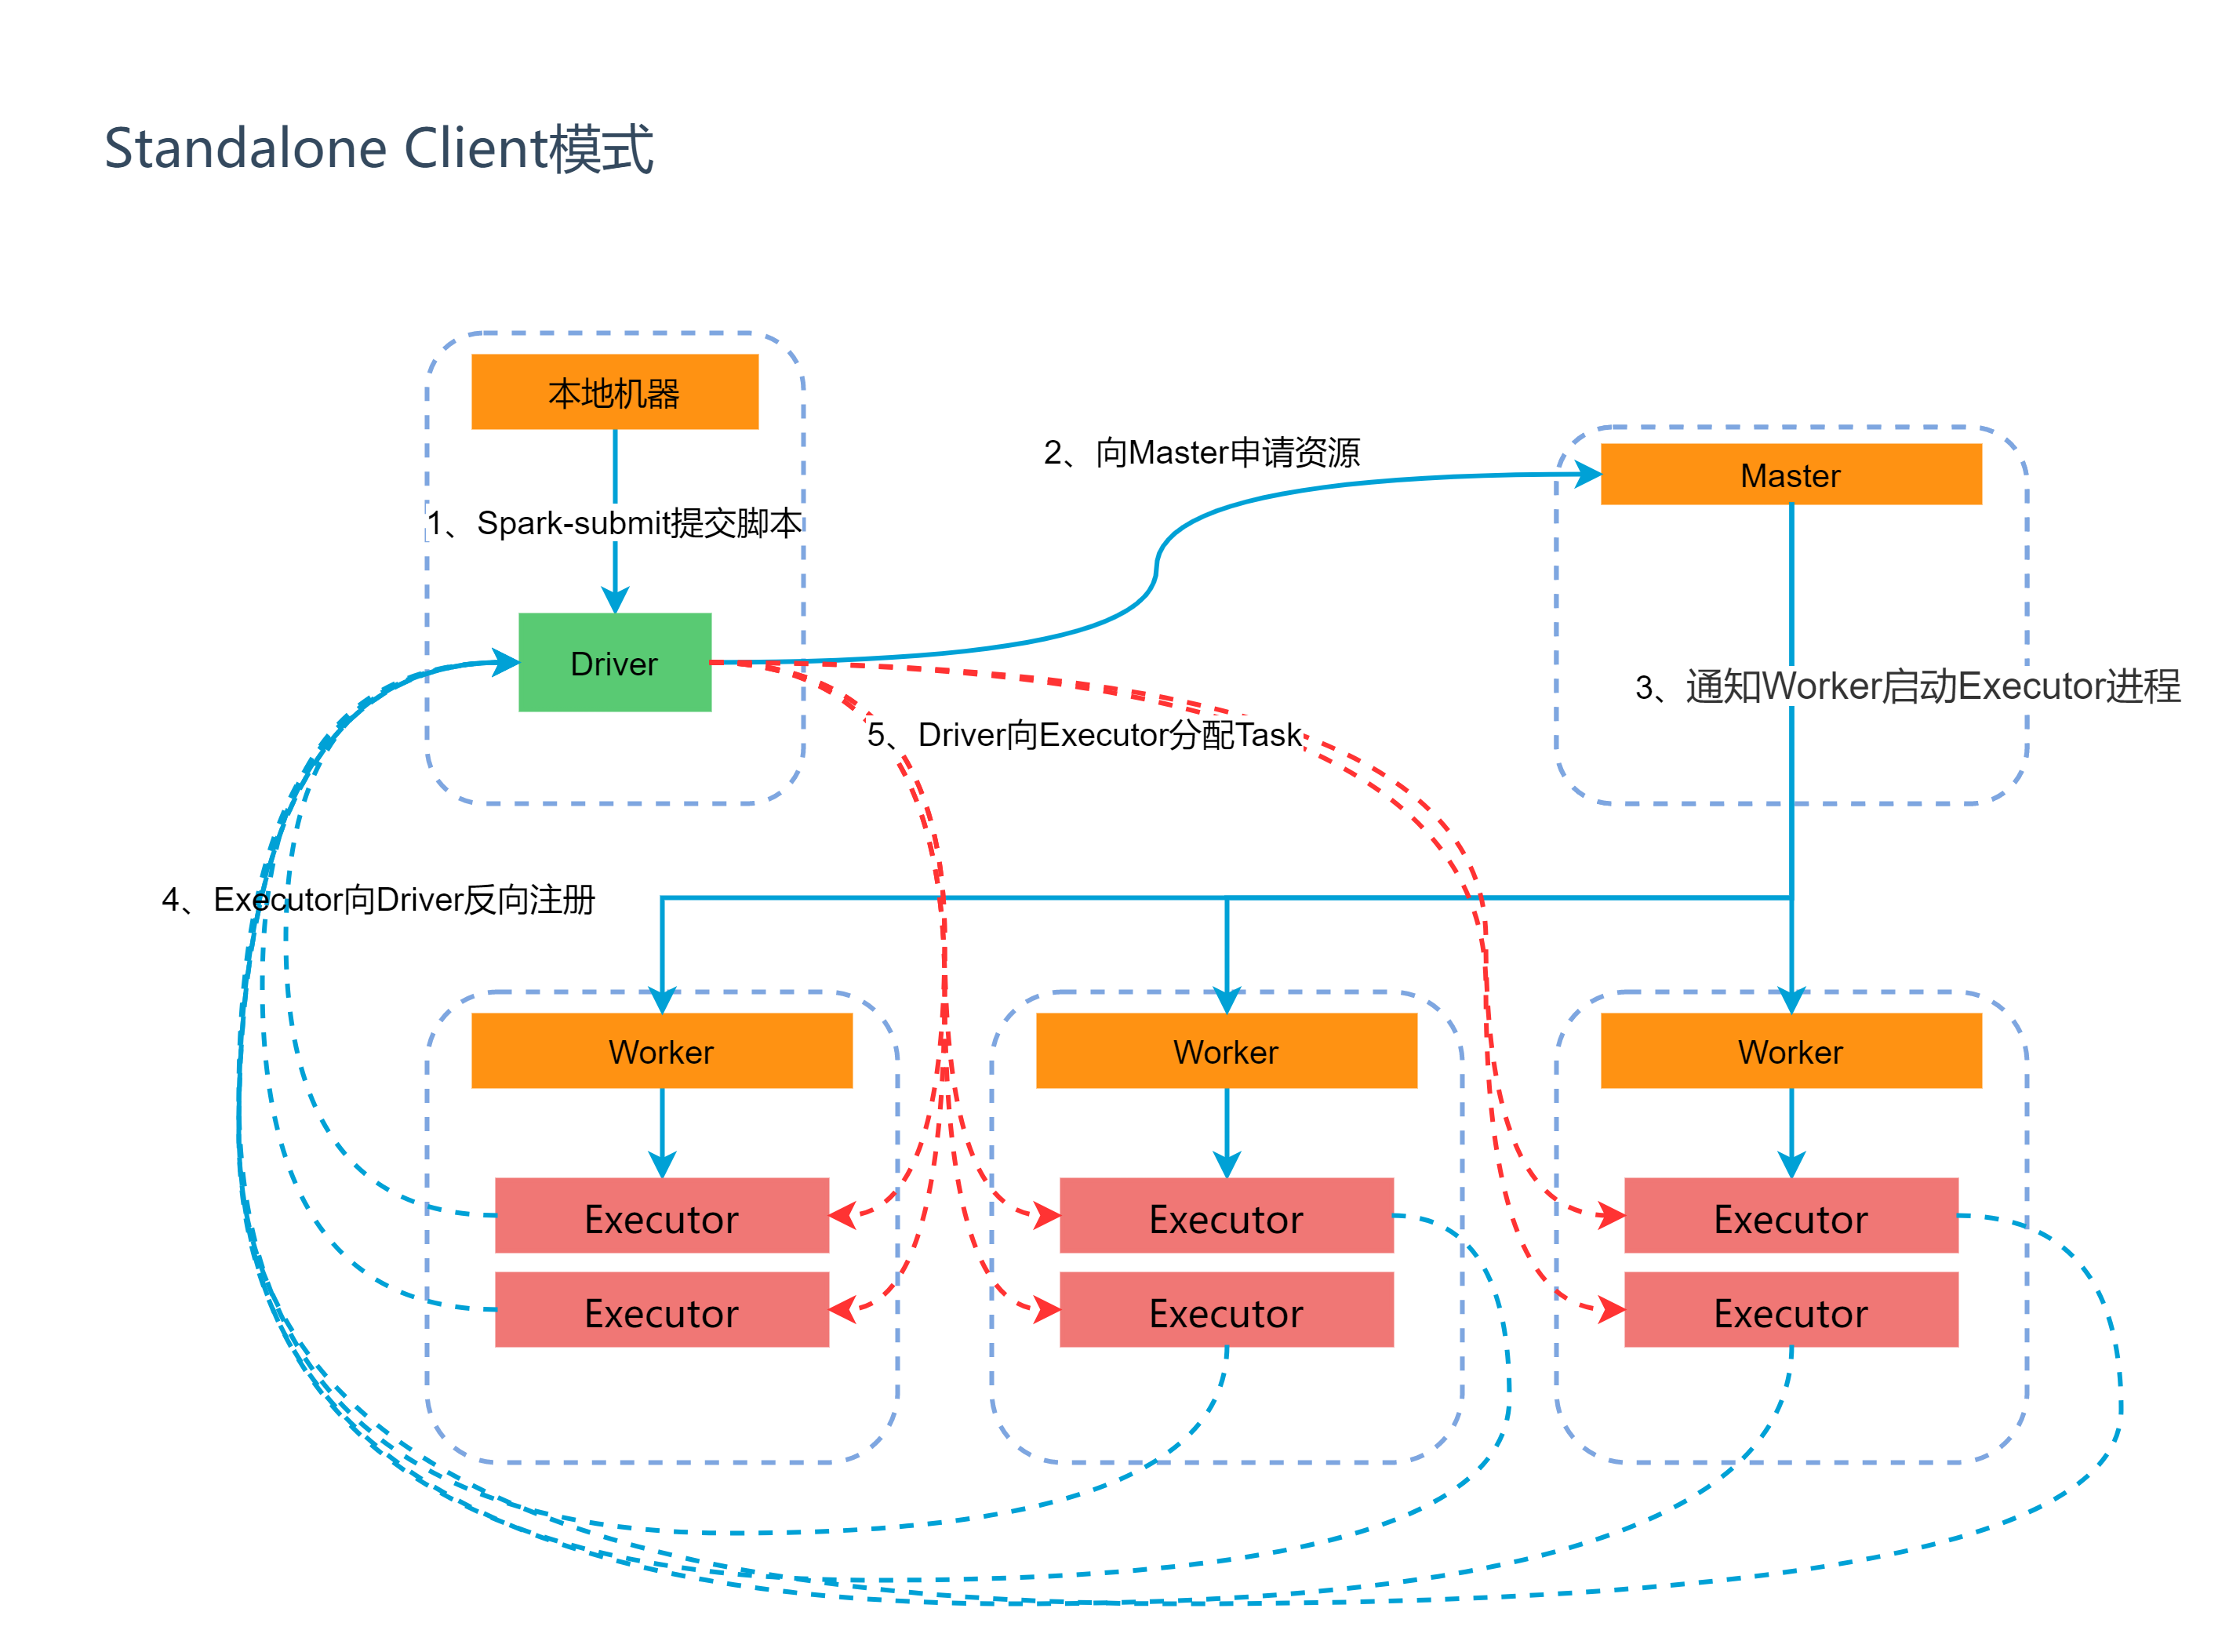 Standalone Client模式
本地机器
2、向Master申请资源
Master
1、Spark-submit提交脚本
Driver
3、通知Worker启动Executor进程
5、Driver向Executor分配Task
4、Executor向Driver反向注册
Worker
Worker
Worker
Executor
Executor
Executor
Executor
Executor
Executor